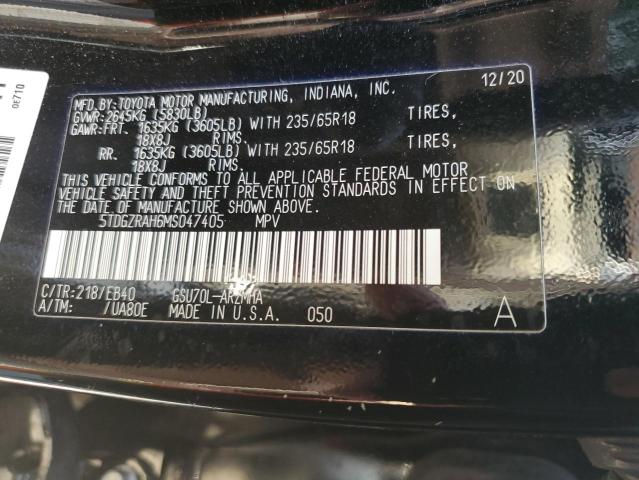 MFD.BY:TOYOTA MOTOR MANUFACTURING, INDIANA, INC. 12/20
GVWR:2645KG (5830LB)
GAWR:FRT. 1635KG (3605LB) WITH 235/65R18 TIRES,
18X8J RIMS.
RR. 1635KG (3605LB) WITH 235/65R18 TIRES,
18X8J RIMS.
THIS VEHICLE CONFORMS TO ALL APPLICABLE FEDERAL MOTOR
VEHICLE SAFETY AND THEFT PREVENTION STANDARDS IN EFFECT ON
THE DATE OF MANUFACTURE SHOWN ABOVE.
5TDGZRAH6MS047405 MPV
C/TR:218/EB40 GSU70L-ARZMHA
A/TM: /UA80E MADE IN U.S.A. 050 A
0E710